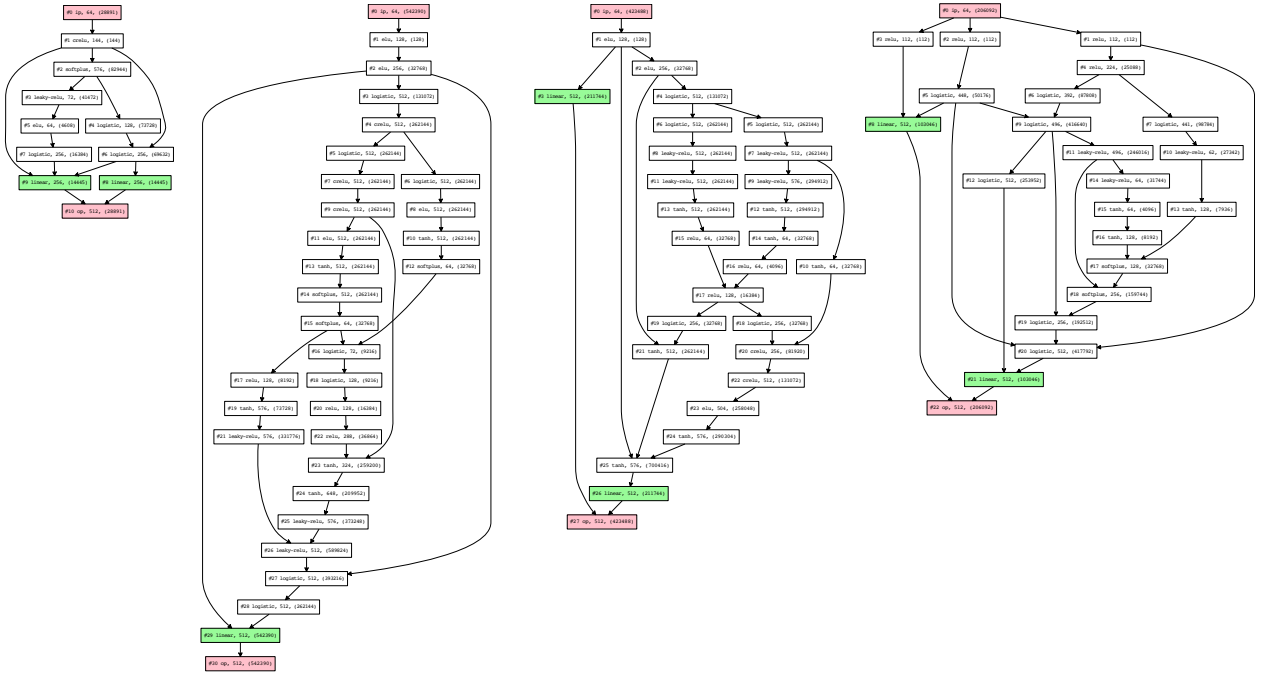 #0 ip, 64, (28891)
#1 crelu, 144, (144)
#2 softplus, 576, (82944)
#3 leaky-relu, 72, (41472)
#5 elu, 64, (4608)
#4 logistic, 128, (73728)
#7 logistic, 256, (16384)
#6 logistic, 256, (69632)
#9 linear, 256, (14445)
#8 linear, 256, (14445)
#10 op, 512, (28891)
#0 ip, 64, (542390)
#1 elu, 128, (128)
#2 elu, 256, (32768)
#3 logistic, 512, (131072)
#4 crelu, 512, (262144)
#5 logistic, 512, (262144)
#7 crelu, 512, (262144)
#6 logistic, 512, (262144)
#9 crelu, 512, (262144)
#8 elu, 512, (262144)
#11 elu, 512, (262144)
#10 tanh, 512, (262144)
#13 tanh, 512, (262144)
#12 softplus, 64, (32768)
#14 softplus, 512, (262144)
#15 softplus, 64, (32768)
#16 logistic, 72, (9216)
#17 relu, 128, (8192)
#18 logistic, 128, (9216)
#19 tanh, 576, (73728)
#20 relu, 128, (16384)
#21 leaky-relu, 576, (331776)
#22 relu, 288, (36864)
#23 tanh, 324, (259200)
#24 tanh, 648, (209952)
#25 leaky-relu, 576, (373248)
#26 leaky-relu, 512, (589824)
#27 logistic, 512, (393216)
#28 logistic, 512, (262144)
#29 linear, 512, (542390)
#30 op, 512, (542390)
#0 ip, 64, (423488)
#1 elu, 128, (128)
#2 elu, 256, (32768)
#3 linear, 512, (211744)
#4 logistic, 512, (131072)
#6 logistic, 512, (262144)
#5 logistic, 512, (262144)
#8 leaky-relu, 512, (262144)
#7 leaky-relu, 512, (262144)
#11 leaky-relu, 512, (262144)
#9 leaky-relu, 576, (294912)
#13 tanh, 512, (262144)
#12 tanh, 512, (294912)
#15 relu, 64, (32768)
#14 tanh, 64, (32768)
#16 relu, 64, (4096)
#10 tanh, 64, (32768)
#17 relu, 128, (16384)
#19 logistic, 256, (32768)
#18 logistic, 256, (32768)
#21 tanh, 512, (262144)
#20 crelu, 256, (81920)
#22 crelu, 512, (131072)
#23 elu, 504, (258048)
#24 tanh, 576, (290304)
#25 tanh, 576, (700416)
#26 linear, 512, (211744)
#27 op, 512, (423488)
#0 ip, 64, (206092)
#3 relu, 112, (112)
#2 relu, 112, (112)
#1 relu, 112, (112)
#4 relu, 224, (25088)
#5 logistic, 448, (50176)
#6 logistic, 392, (87808)
#8 linear, 512, (103046)
#9 logistic, 496, (416640)
#7 logistic, 441, (98784)
#11 leaky-relu, 496, (246016)
#10 leaky-relu, 62, (27342)
#12 logistic, 512, (253952)
#14 leaky-relu, 64, (31744)
#15 tanh, 64, (4096)
#13 tanh, 128, (7936)
#16 tanh, 128, (8192)
#17 softplus, 128, (32768)
#18 softplus, 256, (159744)
#19 logistic, 256, (192512)
#20 logistic, 512, (417792)
#21 linear, 512, (103046)
#22 op, 512, (206092)